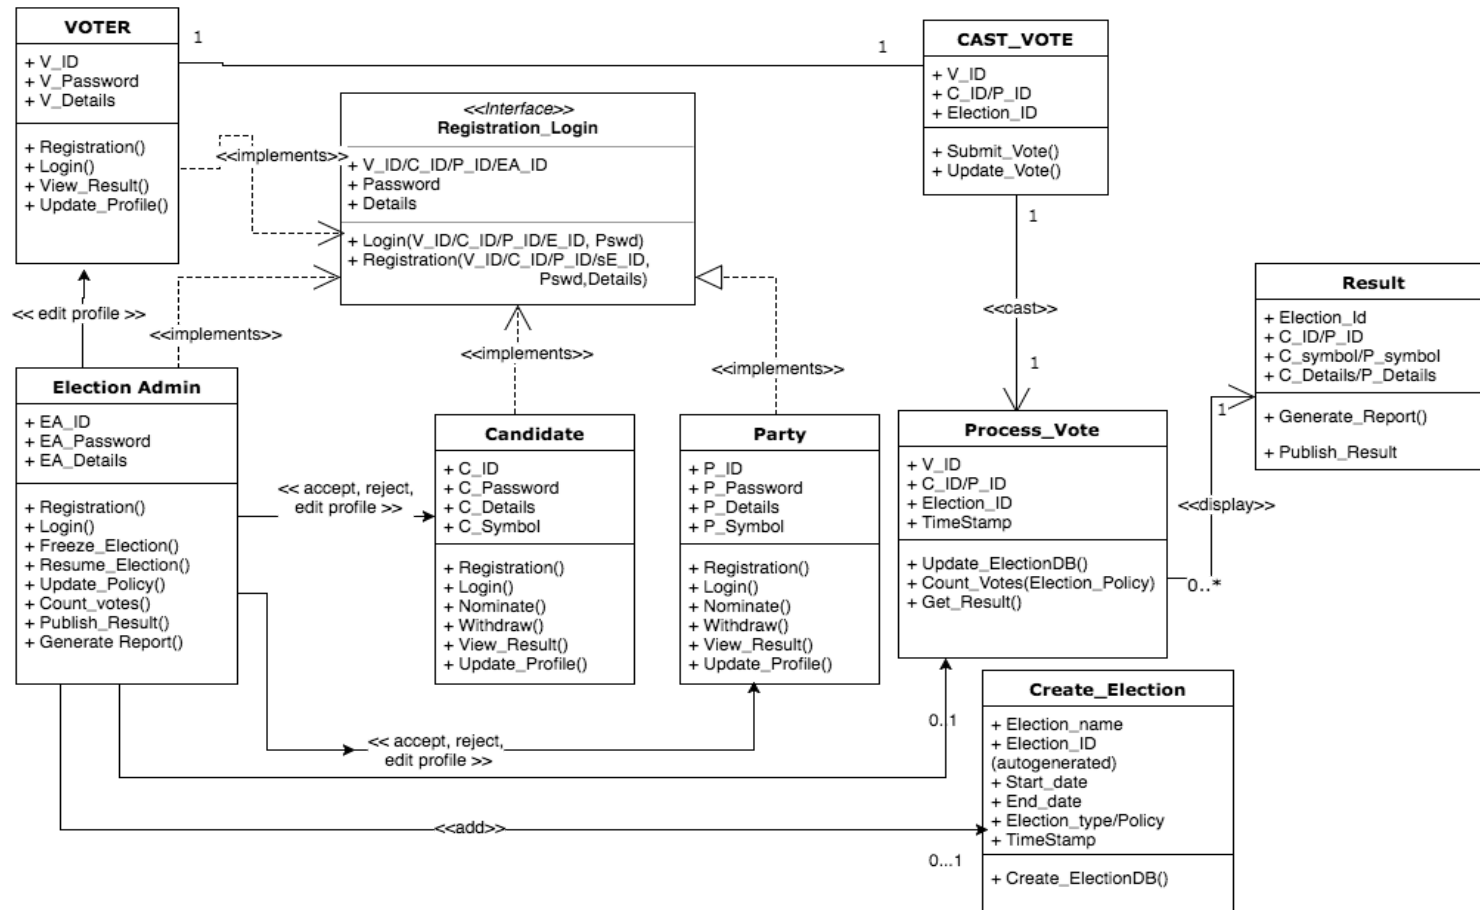 VOTER
+ V_ID
+ V_Password
+ V_Details
+ Registration()
+ Login()
+ View_Result()
+ Update_Profile()
1
1
CAST_VOTE
+ V_ID
+ C_ID/P_ID
+ Election_ID
+ Submit_Vote()
+ Update_Vote()
<<Interface>>
Registration_Login
+ V_ID/C_ID/P_ID/EA_ID
+ Password
+ Details
+ Login(V_ID/C_ID/P_ID/E_ID, Pswd)
+ Registration(V_ID/C_ID/P_ID/sE_ID,
Pswd,Details)
<<implements>>
<< edit profile >>
<<implements>>
<<implements>>
<<implements>>
1
<<cast>>
1
Result
+ Election_Id
+ C_ID/P_ID
+ C_symbol/P_symbol
+ C_Details/P_Details
+ Generate_Report()
+ Publish_Result
Election Admin
+ EA_ID
+ EA_Password
+ EA_Details
+ Registration()
+ Login()
+ Freeze_Election()
+ Resume_Election()
+ Update_Policy()
+ Count_votes()
+ Publish_Result()
+ Generate Report()
<< accept, reject,
edit profile >>
Candidate
+ C_ID
+ C_Password
+ C_Details
+ C_Symbol
+ Registration()
+ Login()
+ Nominate()
+ Withdraw()
+ View_Result()
+ Update_Profile()
Party
+ P_ID
+ P_Password
+ P_Details
+ P_Symbol
+ Registration()
+ Login()
+ Nominate()
+ Withdraw()
+ View_Result()
+ Update_Profile()
Process_Vote
+ V_ID
+ C_ID/P_ID
+ Election_ID
+ TimeStamp
+ Update_ElectionDB()
+ Count_Votes(Election_Policy)
+ Get_Result()
1
<<display>>
0..*
<< accept, reject,
edit profile >>
0..1
<<add>>
0...1
Create_Election
+ Election_name
+ Election_ID
(autogenerated)
+ Start_date
+ End_date
+ Election_type/Policy
+ TimeStamp
+ Create_ElectionDB()